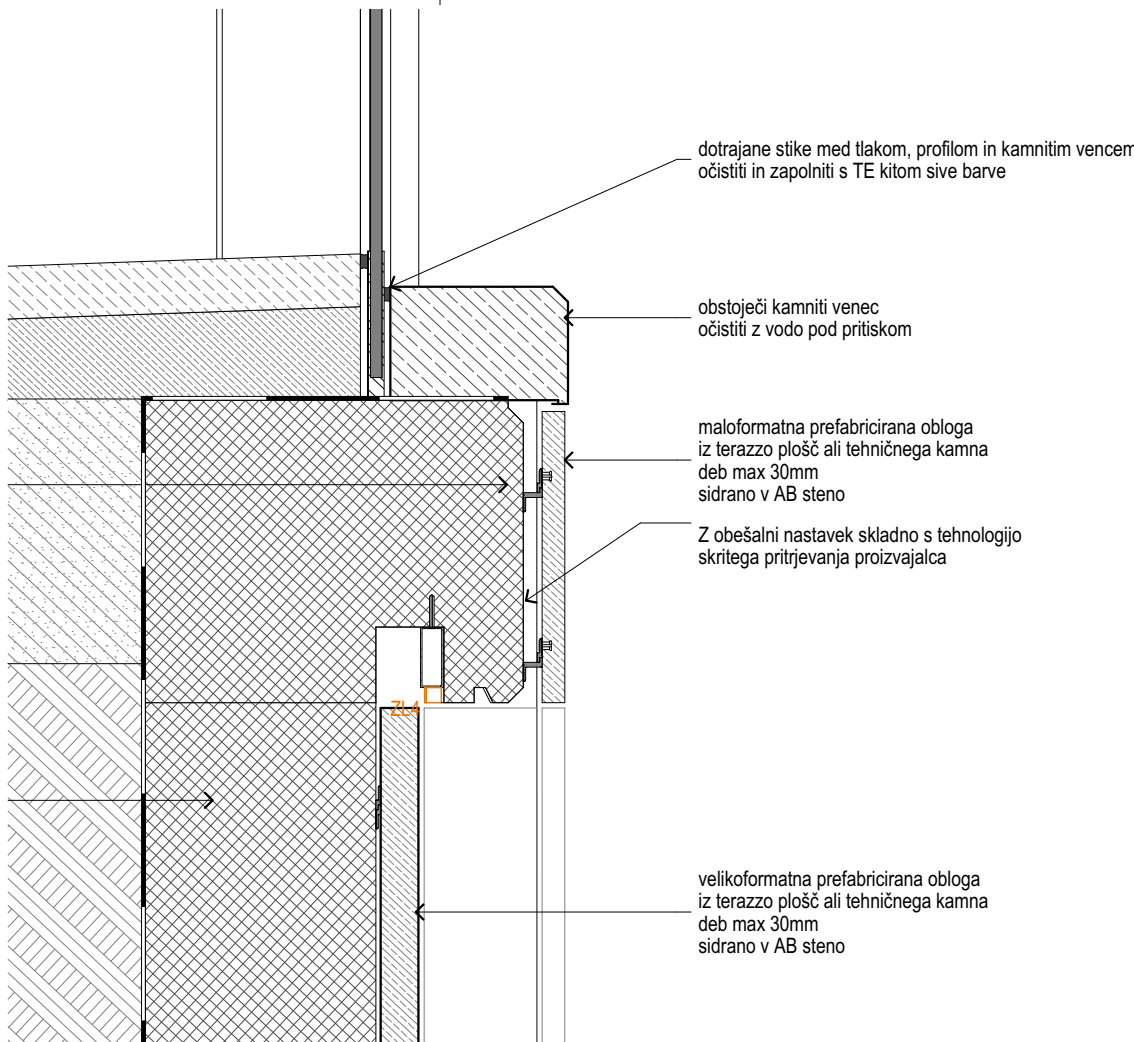 dotrajane stike med tlakom, profilom in kamnitim vencem
očistiti in zapolniti s TE kitom sive barve
obstoječi kamniti venec
očistiti z vodo pod pritiskom
maloformatna prefabricirana obloga
iz terazzo plošč ali tehničnega kamna
deb max 30mm
sidrano v AB steno
Z obešalni nastavek skladno s tehnologijo
skritega pritrjevanja proizvajalca
ZL4
velikoformatna prefabricirana obloga
iz terazzo plošč ali tehničnega kamna
deb max 30mm
sidrano v AB steno